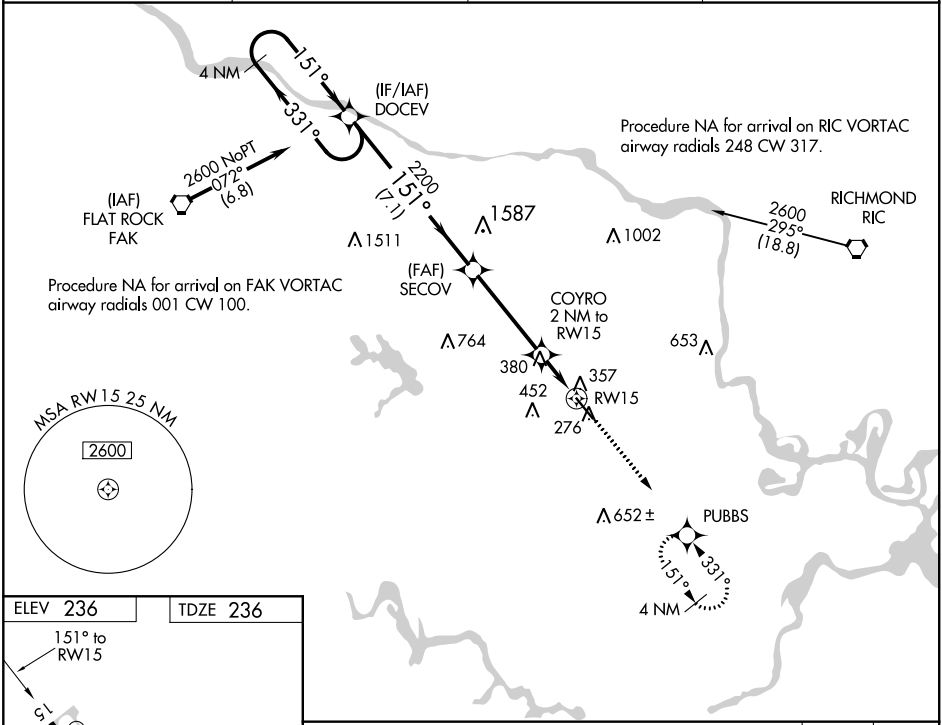 4 NM
151°
331°
(IF/IAF)
DOCEV
Procedure NA for arrival on RIC VORTAC
airway radials 248 CW 317.
2600 NoPT
072°
(6.8)
(IAF)
FLAT ROCK
FAK
2200
151°
(7.1)
1587
1511
1002
2600
295°
(18.8)
RICHMOND
RIC
Procedure NA for arrival on FAK VORTAC
airway radials 001 CW 100.
(FAF)
SECOV
COYRO
2 NM to
RW15
764
653
380
357
452
RW15
276
MSA RW15 25 NM
2600
652 ±
PUBBS
151°
331°
4 NM
ELEV 236
TDZE 236
151° to
RW15
15